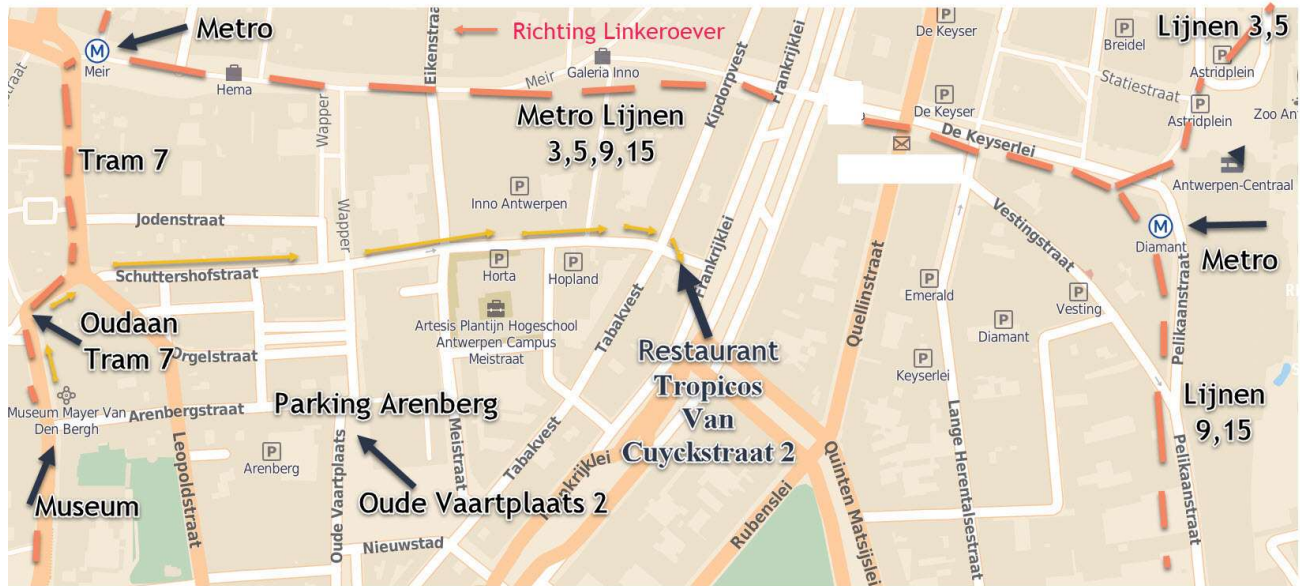 Metro
Meir
Hema
Eikenstraat
Richting Linkeroever
Meir
Galeria Inno
Kipdorpvest
Frankrijklei
De Keyser
De Keyser
Breidel
Lijnen 3,5
Astridplein
Statiestraat
Astridplein
Zoo An
De Keyserlei
Antwerpen-Centraal
Tram 7
Wapper
Metro Lijnen
3,5,9,15
Inno Antwerpen
Jodenstraat
Wapper
Schuttershofstraat
Horta
Hopland
Artesis Plantijn Hogeschool
Antwerpen Campus
Meistraat
Tabakvest
Frankrijklei
Quellinstraat
Vestingstraat
Diamant
Metro
Pelikaanstraat
Emerald
Vesting
Diamant
Keyserlei
Oudaan
Tram 7
Orgelstraat
Restaurant
Tropicos
Van
Cuyckstraat 2
Museum Mayer Van
Den Bergh
Arenbergstraat
Parking Arenberg
Lijnen
9,15
Arenberg
Meistraat
Tabakvest
Frankrijklei
Museum
Leopoldstraat
Oude Vaartplaats
Oude Vaartplaats 2
Nieuwstad
Rubenslei
Quinten Matsijslei
Lange Herentalsestraat
Pelikaanstraat